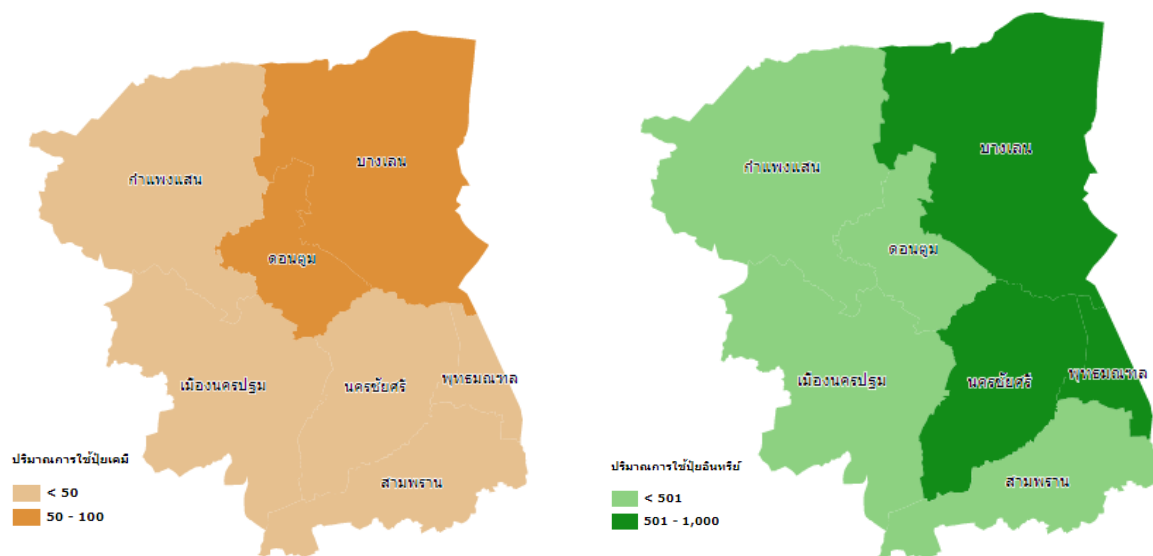 บางเลน
กำแพงแสน
ดอนตูม
เมืองนครปฐม
นครชัยศรี
พุทธมณฑล
สามพราน
ปริมาณการใช้ปุ๋ยเคมี
< 50
50 - 100
บางเลน
กำแพงแสน
ดอนตูม
เมืองนครปฐม
นครชัยศรี
พุทธมณฑล
สามพราน
ปริมาณการใช้ปุ๋ยอินทรีย์
< 501
501 - 1,000